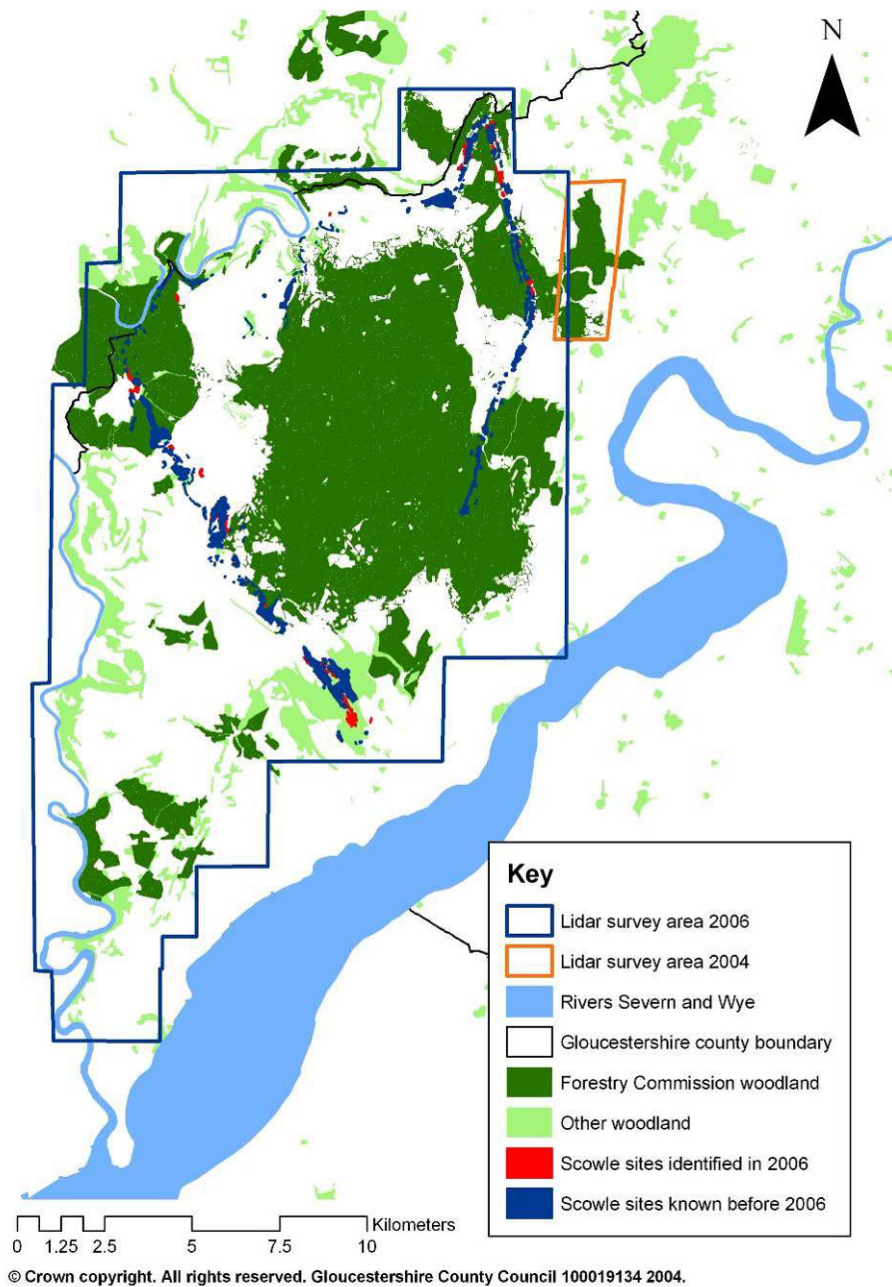 N
Key
Lidar survey area 2006
Lidar survey area 2004
Rivers Severn and Wye
Gloucestershire county boundary
Forestry Commission woodland
Other woodland
Scowle sites identified in 2006
Scowle sites known before 2006
Kilometers
0 1.25 2.5 5 7.5 10
© Crown copyright. All rights reserved. Gloucestershire County Council 100019134 2004.